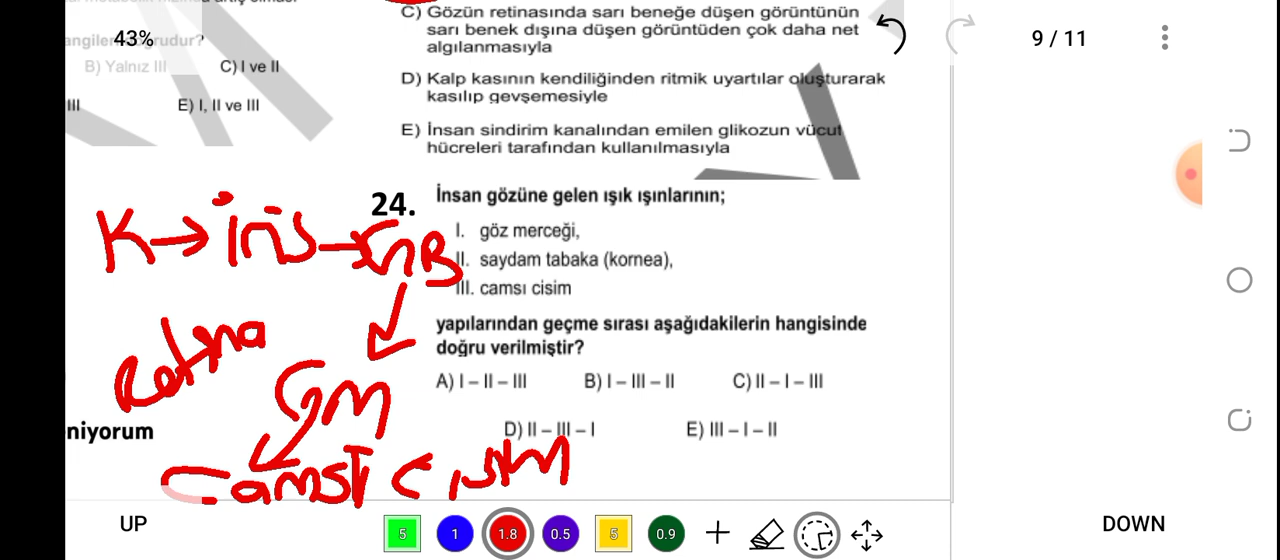 43%
9 / 11
B) Yalnız III
C) I ve II
III
E) I, II ve III
C) Gözün retinasında sarı beneğe düşen görüntünün
sarı benek dışına düşen görüntüden çok daha net
algılanmasıyla
D) Kalp kasının kendiliğinden ritmik uyartılar oluşturarak
kasılıp gevşemesiyle
E) İnsan sindirim kanalından emilen glikozun vücut
hücreleri tarafından kullanılmasıyla
24.
İnsan gözüne gelen ışık ışınlarının;
I. göz merceği,
II. saydam tabaka (kornea),
III. camsı cisim
yapılarından geçme sırası aşağıdakilerin hangisinde
doğru verilmiştir?
A) I – II – III
B) I – III – II
C) II – I – III
D) II – III – I
E) III – I – II
K → iris → GB
Retina
GM
Camsı cisim
niyorum
UP
5
1
1.8
0.5
5
0.9
DOWN